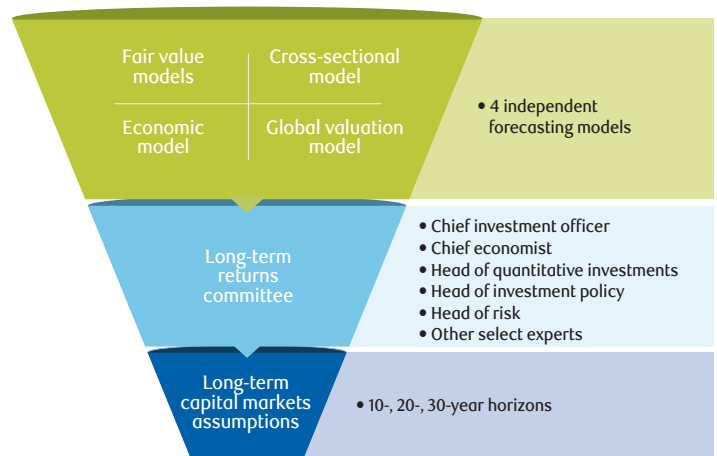 Fair value
models
Cross-sectional
model
Economic
model
Global valuation
model
• 4 independent
forecasting models
Long-term
returns
committee
• Chief investment officer
• Chief economist
• Head of quantitative investments
• Head of investment policy
• Head of risk
• Other select experts
Long-term
capital markets
assumptions
• 10-, 20-, 30-year horizons